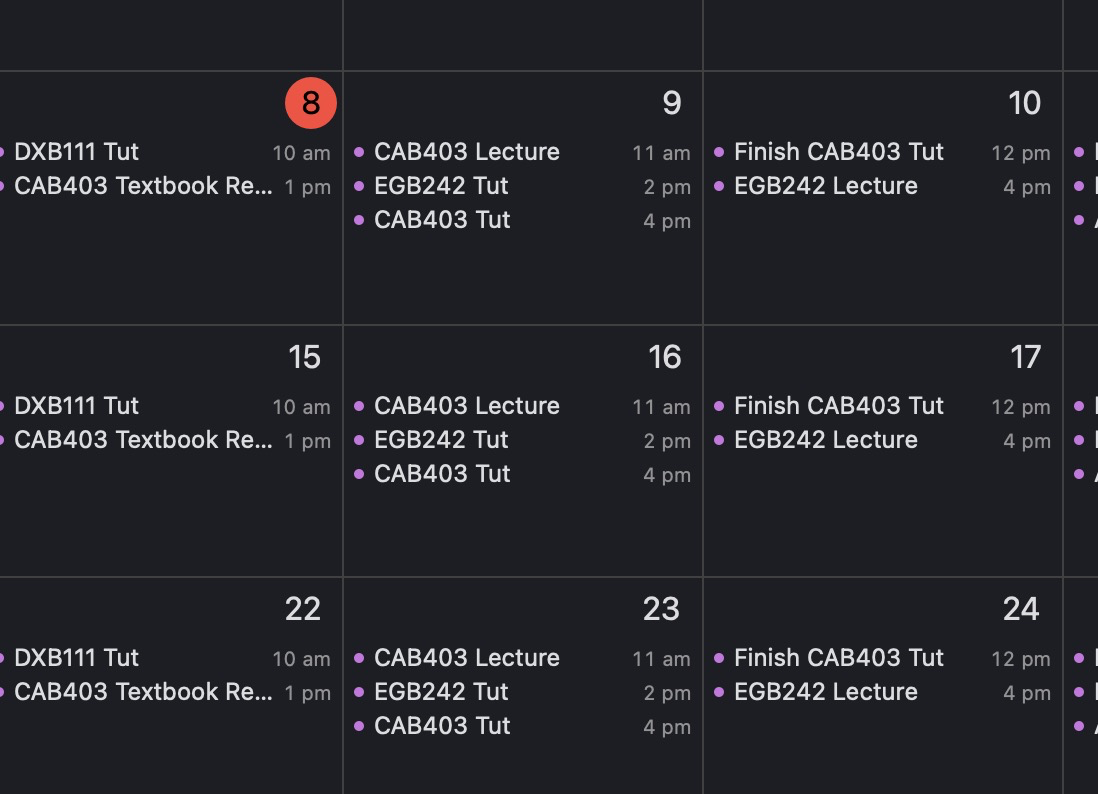 8 9 10
DXB111 Tut 10 am CAB403 Lecture 11 am Finish CAB403 Tut 12 pm
CAB403 Textbook Re... 1 pm EGB242 Tut 2 pm EGB242 Lecture 4 pm
CAB403 Tut 4 pm
15 16 17
DXB111 Tut 10 am CAB403 Lecture 11 am Finish CAB403 Tut 12 pm
CAB403 Textbook Re... 1 pm EGB242 Tut 2 pm EGB242 Lecture 4 pm
CAB403 Tut 4 pm
22 23 24
DXB111 Tut 10 am CAB403 Lecture 11 am Finish CAB403 Tut 12 pm
CAB403 Textbook Re... 1 pm EGB242 Tut 2 pm EGB242 Lecture 4 pm
CAB403 Tut 4 pm